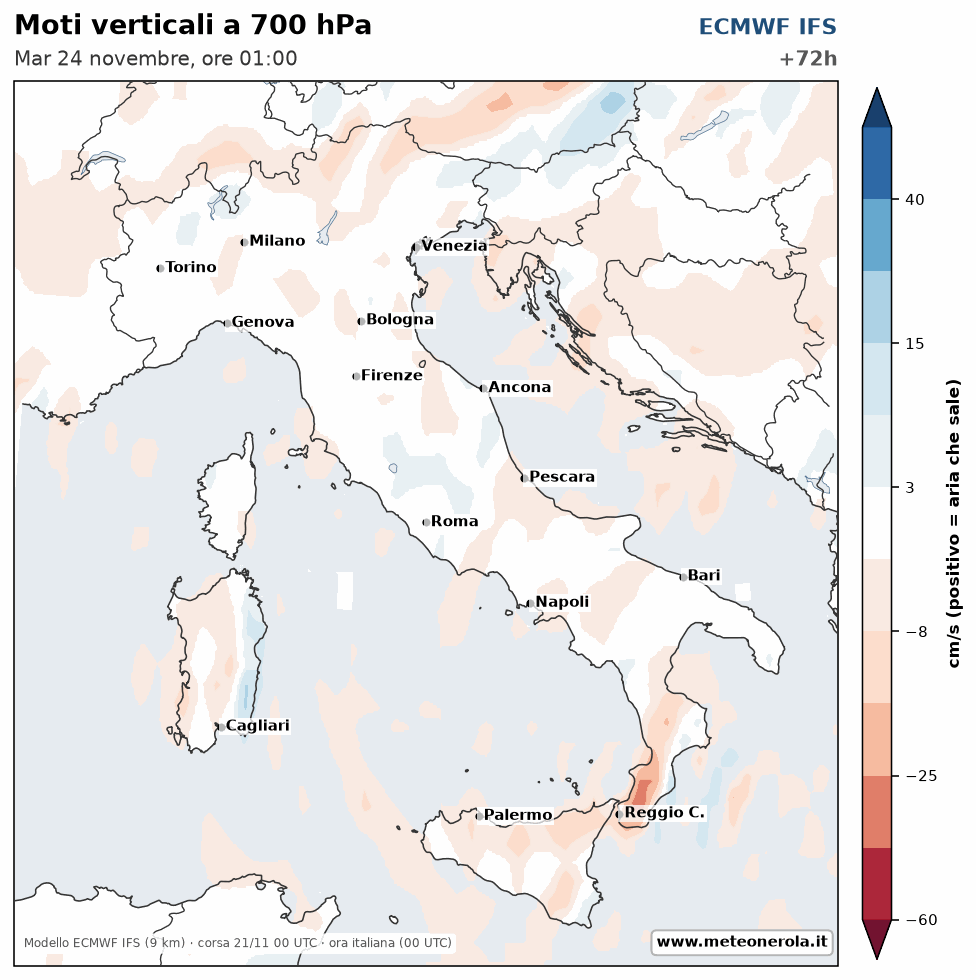 Moti verticali a 700 hPa
ECMWF IFS
Mar 24 novembre, ore 01:00
+72h
Milano
Venezia
Torino
Genova
Bologna
Firenze
Ancona
Pescara
Roma
Bari
Napoli
Cagliari
Palermo
Reggio C.
40
15
3
−8
−25
−60
cm/s (positivo = aria che sale)
Modello ECMWF IFS (9 km) · corsa 21/11 00 UTC · ora italiana (00 UTC)
www.meteonerola.it